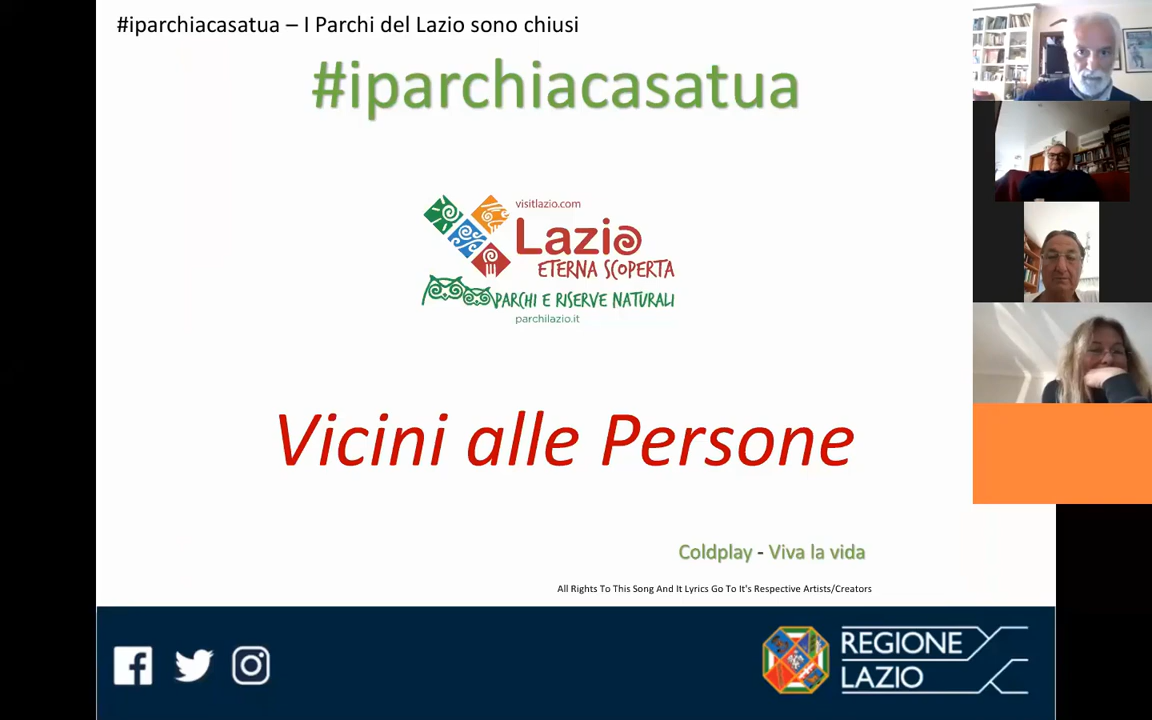 #iparchiacasatua – I Parchi del Lazio sono chiusi
#iparchiacasatua
visitlazio.com
Lazio
ETERNA SCOPERTA
PARCHI E RISERVE NATURALI
parchilazio.it
Vicini alle Persone
Coldplay - Viva la vida
All Rights To This Song And It Lyrics Go To It's Respective Artists/Creators
REGIONE
LAZIO